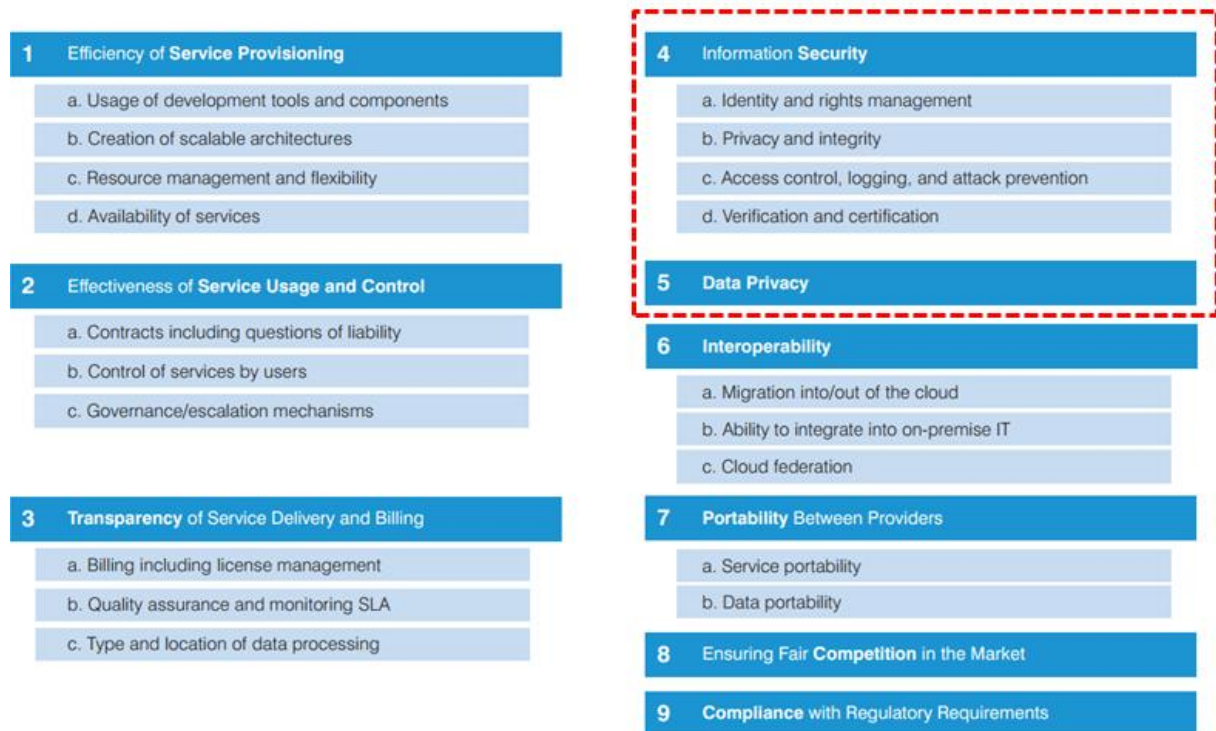 1 Efficiency of Service Provisioning
a. Usage of development tools and components
b. Creation of scalable architectures
c. Resource management and flexibility
d. Availability of services
2 Effectiveness of Service Usage and Control
a. Contracts including questions of liability
b. Control of services by users
c. Governance/escalation mechanisms
3 Transparency of Service Delivery and Billing
a. Billing including license management
b. Quality assurance and monitoring SLA
c. Type and location of data processing
4 Information Security
a. Identity and rights management
b. Privacy and integrity
c. Access control, logging, and attack prevention
d. Verification and certification
5 Data Privacy
6 Interoperability
a. Migration into/out of the cloud
b. Ability to integrate into on-premise IT
c. Cloud federation
7 Portability Between Providers
a. Service portability
b. Data portability
8 Ensuring Fair Competition in the Market
9 Compliance with Regulatory Requirements